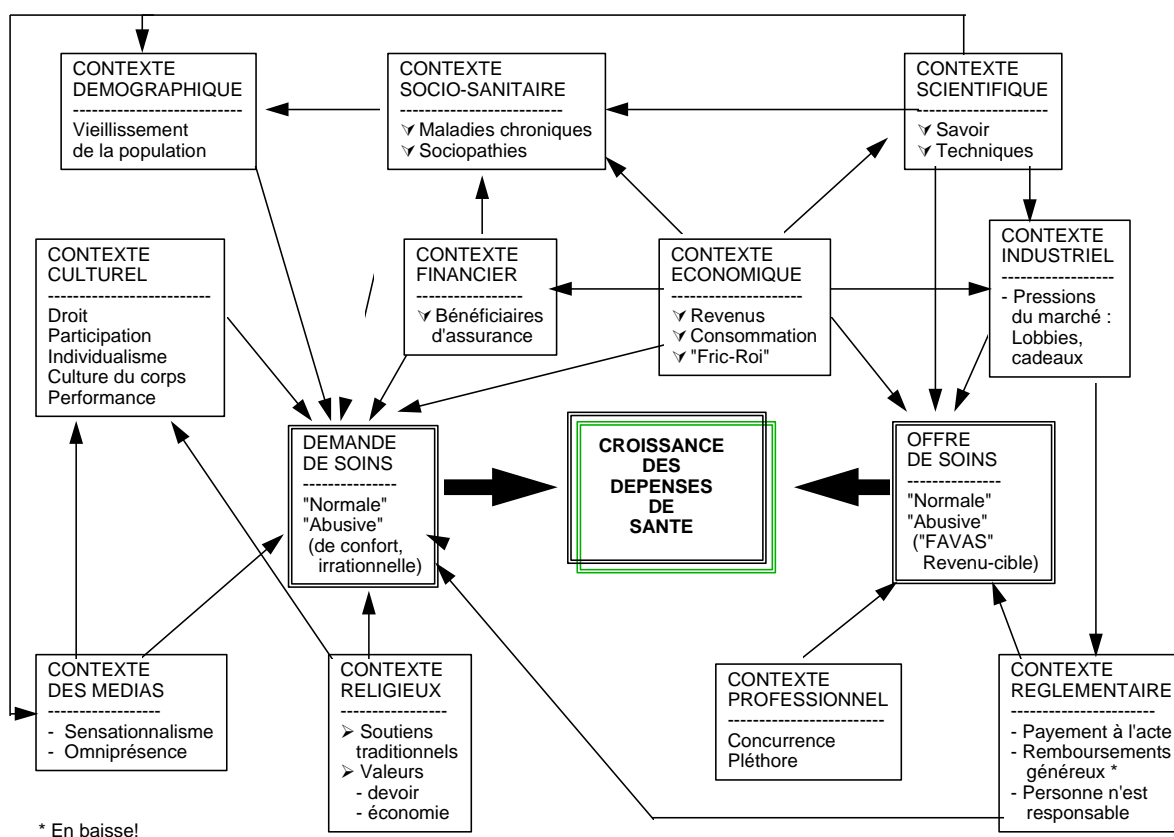 CONTEXTE
DEMOGRAPHIQUE
--------------------
Vieillissement
de la population
CONTEXTE
SOCIO-SANITAIRE
--------------------
⮛ Maladies chroniques
⮛ Sociopathies
CONTEXTE
SCIENTIFIQUE
--------------------
⮛ Savoir
⮛ Techniques
CONTEXTE
CULTUREL
--------------------
Droit
Participation
Individualisme
Culture du corps
Performance
CONTEXTE
FINANCIER
-----------------
⮛ Bénéficiaires
d'assurance
CONTEXTE
ECONOMIQUE
--------------------
⮛ Revenus
⮛ Consommation
⮛ "Fric-Roi"
CONTEXTE
INDUSTRIEL
------------------
- Pressions
du marché :
Lobbies,
cadeaux
DEMANDE
DE SOINS
----------------
"Normale"
"Abusive"
(de confort,
irrationnelle)
CROISSANCE
DES
DEPENSES
DE
SANTE
OFFRE
DE SOINS
--------------
"Normale"
"Abusive"
("FAVAS"
Revenu-cible)
CONTEXTE
DES MEDIAS
------------------
- Sensationnalisme
- Omniprésence
CONTEXTE
RELIGIEUX
------------------
➢ Soutiens
traditionnels
➢ Valeurs
- devoir
- économie
CONTEXTE
PROFESSIONNEL
-------------------------
Concurrence
Pléthore
CONTEXTE
REGLEMENTAIRE
-----------------------
- Payement à l'acte
- Remboursements
généreux *
- Personne n'est
responsable
* En baisse!